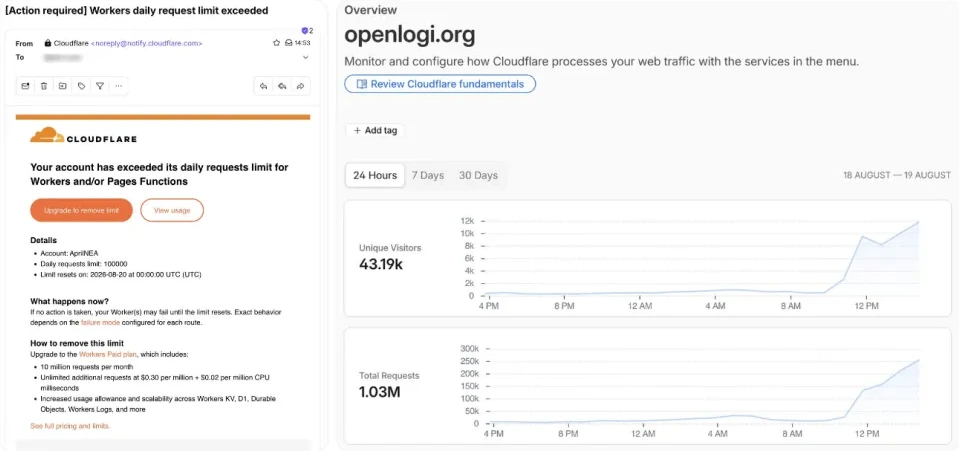 [Action required] Workers daily request limit exceeded
2
From Cloudflare <noreply@notify.cloudflare.com> 14:53
To
CLOUDFLARE
Your account has exceeded its daily requests limit for
Workers and/or Pages Functions
Upgrade to remove limit View usage
Details
• Account: AprilNEA
• Daily requests limit: 100000
• Limit resets on: 2026-08-20 at 00:00:00 UTC (UTC)
What happens now?
If no action is taken, your Worker(s) may fail until the limit resets. Exact behavior
depends on the failure mode configured for each route.
How to remove this limit
Upgrade to the Workers Paid plan, which includes:
• 10 million requests per month
• Unlimited additional requests at $0.30 per million + $0.02 per million CPU
milliseconds
• Increased usage allowance and scalability across Workers KV, D1, Durable
Objects, Workers Logs, and more
See full pricing and limits.
Overview
openlogi.org
Monitor and configure how Cloudflare processes your web traffic with the services in the menu.
Review Cloudflare fundamentals
+ Add tag
24 Hours 7 Days 30 Days
18 AUGUST — 19 AUGUST
Unique Visitors
43.19k
12k
10k
8k
6k
4k
2k
0
4 PM 8 PM 12 AM 4 AM 8 AM 12 PM
Total Requests
1.03M
300k
250k
200k
150k
100k
50k
0
4 PM 8 PM 12 AM 4 AM 8 AM 12 PM